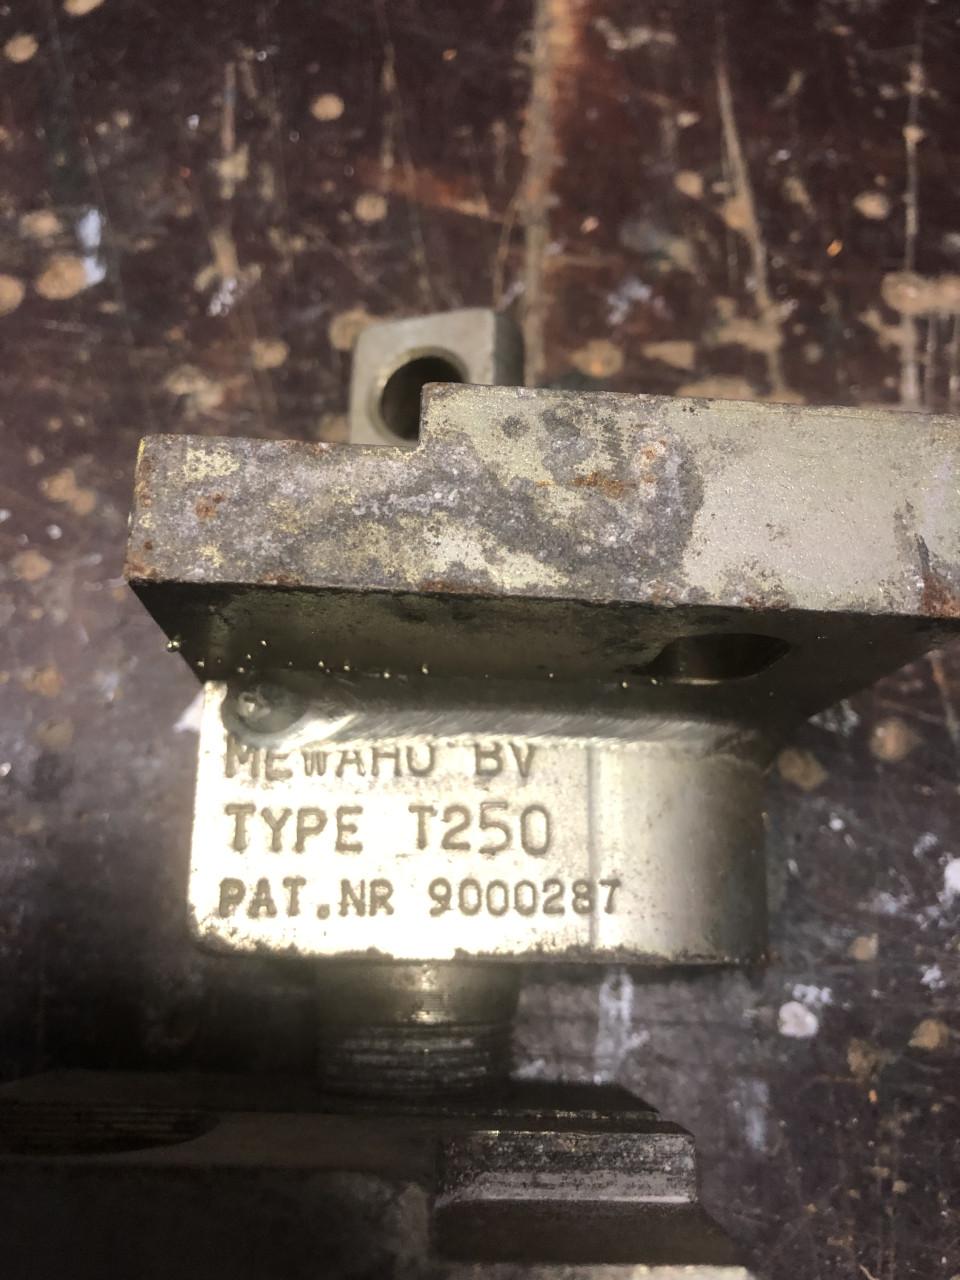 MEWAHO BV
TYPE T250
PAT.NR 9000287